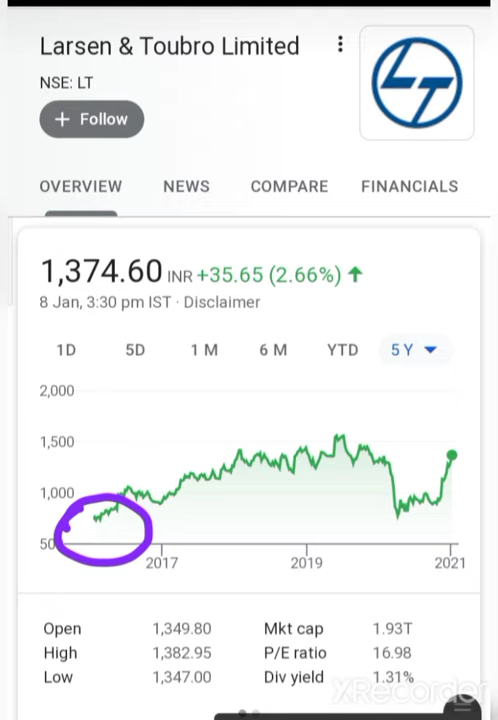 Larsen & Toubro Limited
LT
NSE: LT
+ Follow
OVERVIEW NEWS COMPARE FINANCIALS
1,374.60 INR +35.65 (2.66%) ↑
8 Jan, 3:30 pm IST · Disclaimer
1D 5D 1 M 6 M YTD 5 Y
2,000
1,500
1,000
50
2017 2019 2021
Open 1,349.80 Mkt cap 1.93T
High 1,382.95 P/E ratio 16.98
Low 1,347.00 Div yield 1.31%
XRecorder